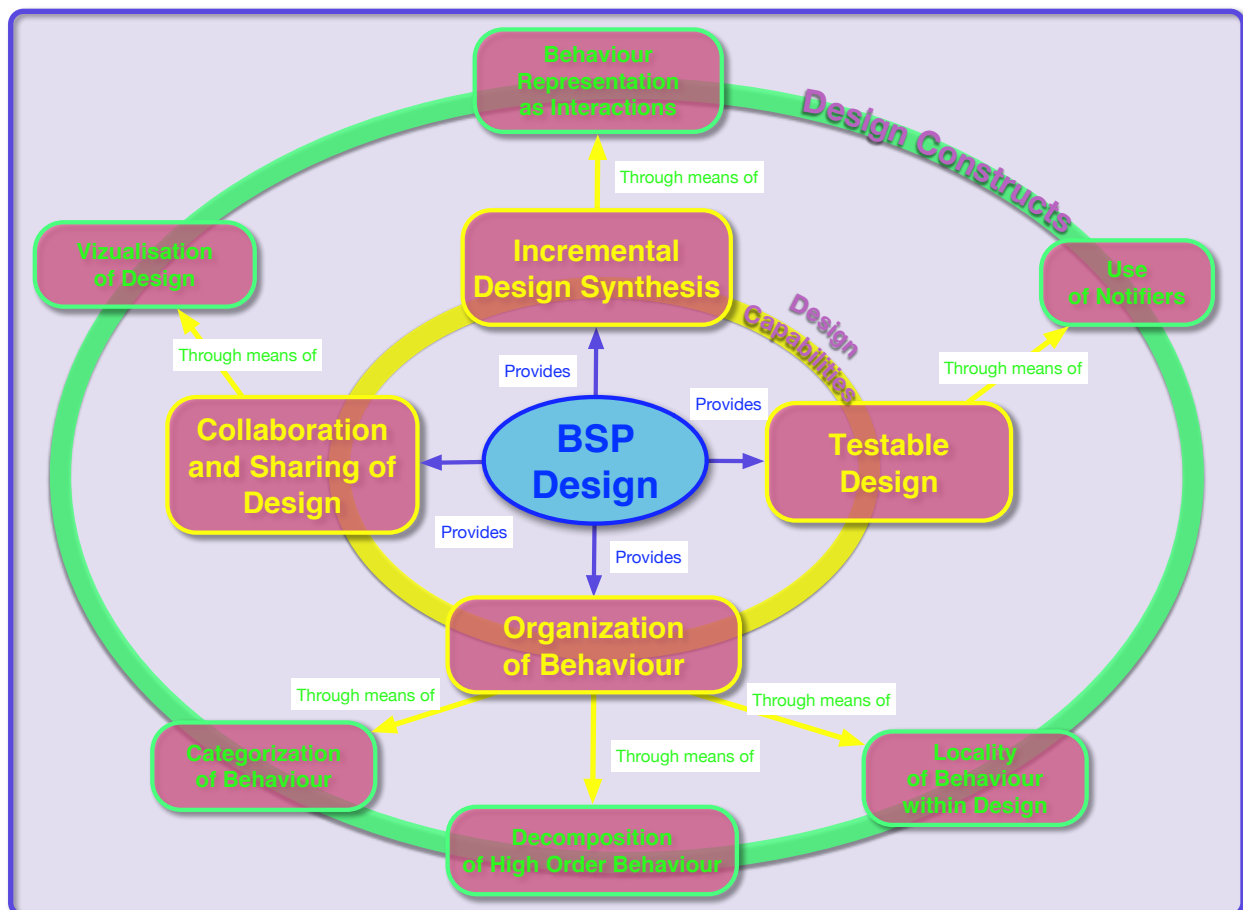 Behaviour
Representation
as Interactions
Design Constructs
Through means of
Vizualisation
of Design
Incremental
Design Synthesis
Use
of Notifiers
Design
Capabilities
Through means of
Provides
Through means of
Provides
Collaboration
and Sharing of
Design
BSP
Design
Testable
Design
Provides
Provides
Organization
of Behaviour
Through means of
Through means of
Categorization
of Behaviour
Through means of
Locality
of Behaviour
within Design
Decomposition
of High Order Behaviour